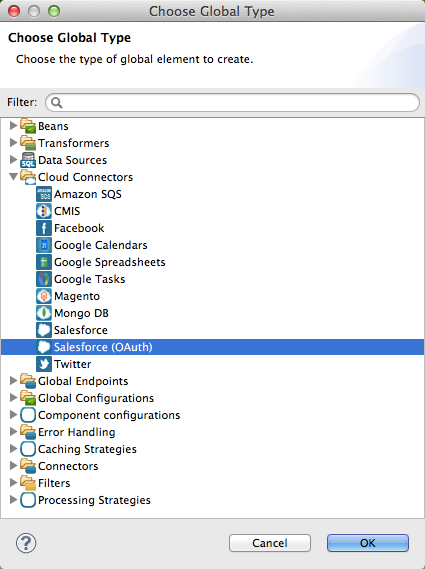 Choose Global Type
Choose Global Type
Choose the type of global element to create.
Filter:
Beans
Transformers
SQL Data Sources
Cloud Connectors
Amazon SQS
CMIS
f Facebook
Google Calendars
Google Spreadsheets
Google Tasks
Magento
Mongo DB
Salesforce
Salesforce (OAuth)
Twitter
Global Endpoints
Global Configurations
Component configurations
Error Handling
Caching Strategies
Connectors
Filters
Processing Strategies
? Cancel OK